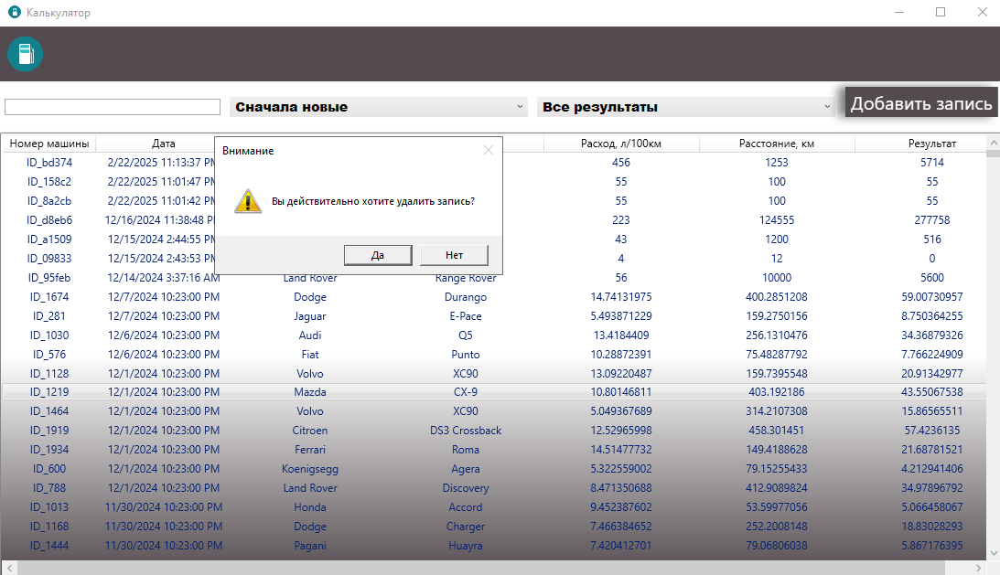 Калькулятор
Сначала новые Все результаты Добавить запись
Номер машины Дата Расход, л/100км Расстояние, км Результат
Внимание
Вы действительно хотите удалить запись?
Да Нет
ID_bd374 2/22/2025 11:13:37 PM 456 1253 5714
ID_158c2 2/22/2025 11:01:47 PM 55 100 55
ID_8a2cb 2/22/2025 11:01:42 PM 55 100 55
ID_d8eb6 12/16/2024 11:38:48 PM 223 124555 277758
ID_a1509 12/15/2024 2:44:55 PM 43 1200 516
ID_09833 12/15/2024 2:43:53 PM 4 12 0
ID_95feb 12/14/2024 3:37:16 AM Land Rover Range Rover 56 10000 5600
ID_1674 12/7/2024 10:23:00 PM Dodge Durango 14.74131975 400.2851208 59.00730957
ID_281 12/7/2024 10:23:00 PM Jaguar E-Pace 5.493871229 159.2750156 8.750364255
ID_1030 12/6/2024 10:23:00 PM Audi Q5 13.4184409 256.1310476 34.36879326
ID_576 12/6/2024 10:23:00 PM Fiat Punto 10.28872391 75.48287792 7.766224909
ID_1128 12/1/2024 10:23:00 PM Volvo XC90 13.09220487 159.7395548 20.91342977
ID_1219 12/1/2024 10:23:00 PM Mazda CX-9 10.80146811 403.192186 43.55067538
ID_1464 12/1/2024 10:23:00 PM Volvo XC90 5.049367689 314.2107308 15.86565511
ID_1919 12/1/2024 10:23:00 PM Citroen DS3 Crossback 12.52965998 458.301451 57.4236135
ID_1934 12/1/2024 10:23:00 PM Ferrari Roma 14.51477732 149.4188628 21.68781521
ID_600 12/1/2024 10:23:00 PM Koenigsegg Agera 5.322559002 79.15255433 4.212941406
ID_788 12/1/2024 10:23:00 PM Land Rover Discovery 8.471350688 412.9089824 34.97896792
ID_1013 11/30/2024 10:23:00 PM Honda Accord 9.452387602 53.59977056 5.066458067
ID_1168 11/30/2024 10:23:00 PM Dodge Charger 7.466384652 252.2008148 18.83028293
ID_1444 11/30/2024 10:23:00 PM Pagani Huayra 7.420412701 79.06806038 5.867176395